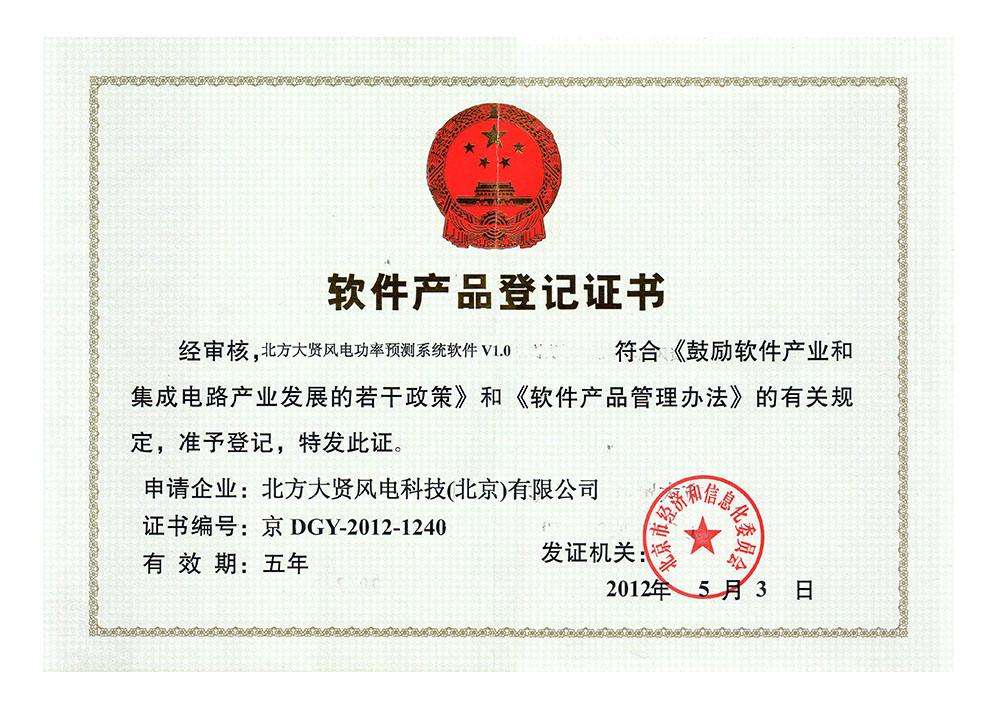 软件产品登记证书
经审核，北方大贤风电功率预测系统软件 V1.0 符合《鼓励软件产业和
集成电路产业发展的若干政策》和《软件产品管理办法》的有关规
定，准予登记，特发此证。
申请企业：北方大贤风电科技(北京)有限公司
证书编号：京 DGY-2012-1240
有 效 期：五年
发证机关：
北京市经济和信息化委员会
2012年 5 月 3 日